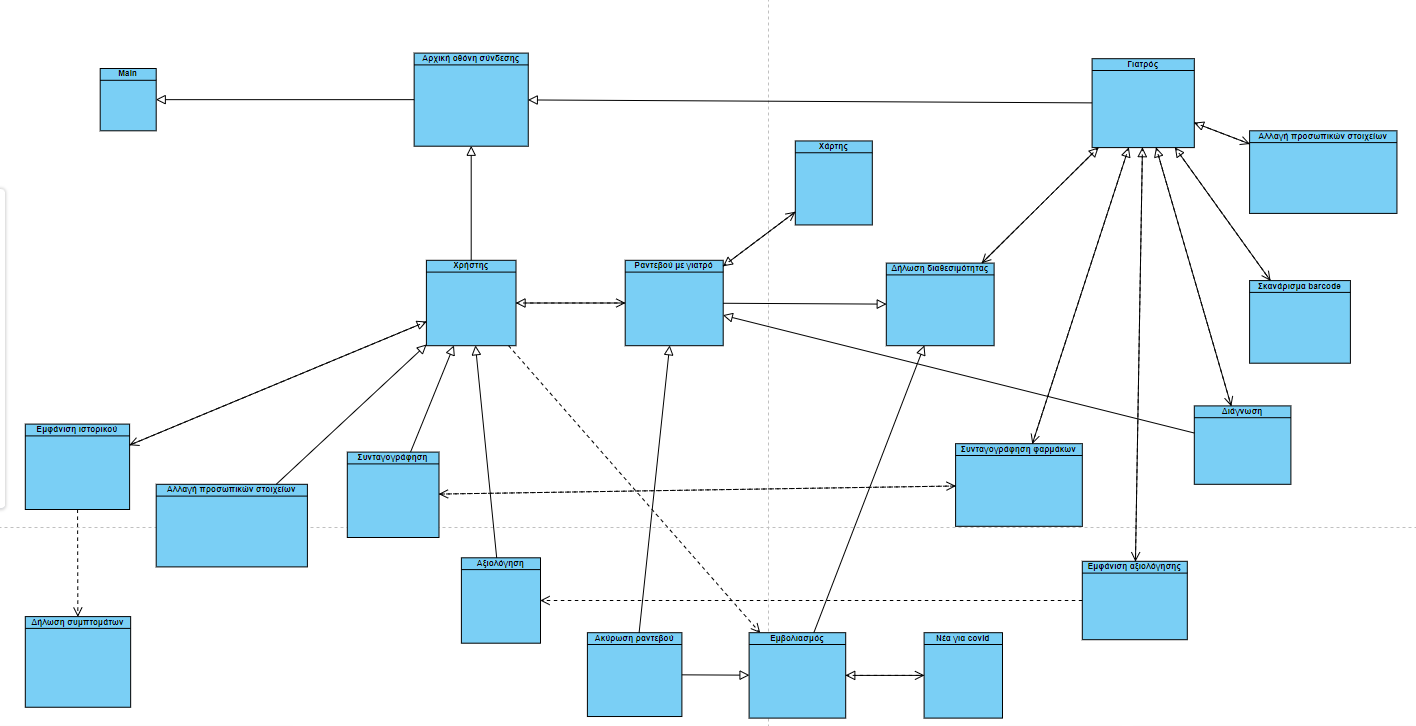 Αρχική οθόνη σύνδεσης
Γιατρός
Main
Αλλαγή προσωπικών στοιχείων
Χάρτης
Χρήστης
Ραντεβού με γιατρό
Δήλωση διαθεσιμότητας
Σκανάρισμα barcode
Διάγνωση
Εμφάνιση ιστορικού
Συνταγογράφηση φαρμάκων
Συνταγογράφηση
Αλλαγή προσωπικών στοιχείων
Αξιολόγηση
Εμφάνιση αξιολόγησης
Δήλωση συμπτομάτων
Ακύρωση ραντεβού
Εμβολιασμός
Νέα για covid